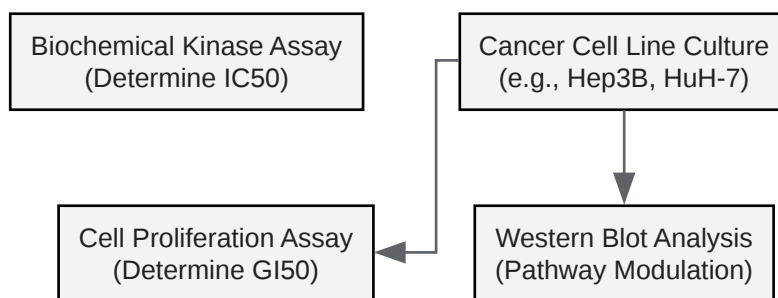 Biochemical Kinase Assay
(Determine IC50)
Cancer Cell Line Culture
(e.g., Hep3B, HuH-7)
Cell Proliferation Assay
(Determine GI50)
Western Blot Analysis
(Pathway Modulation)